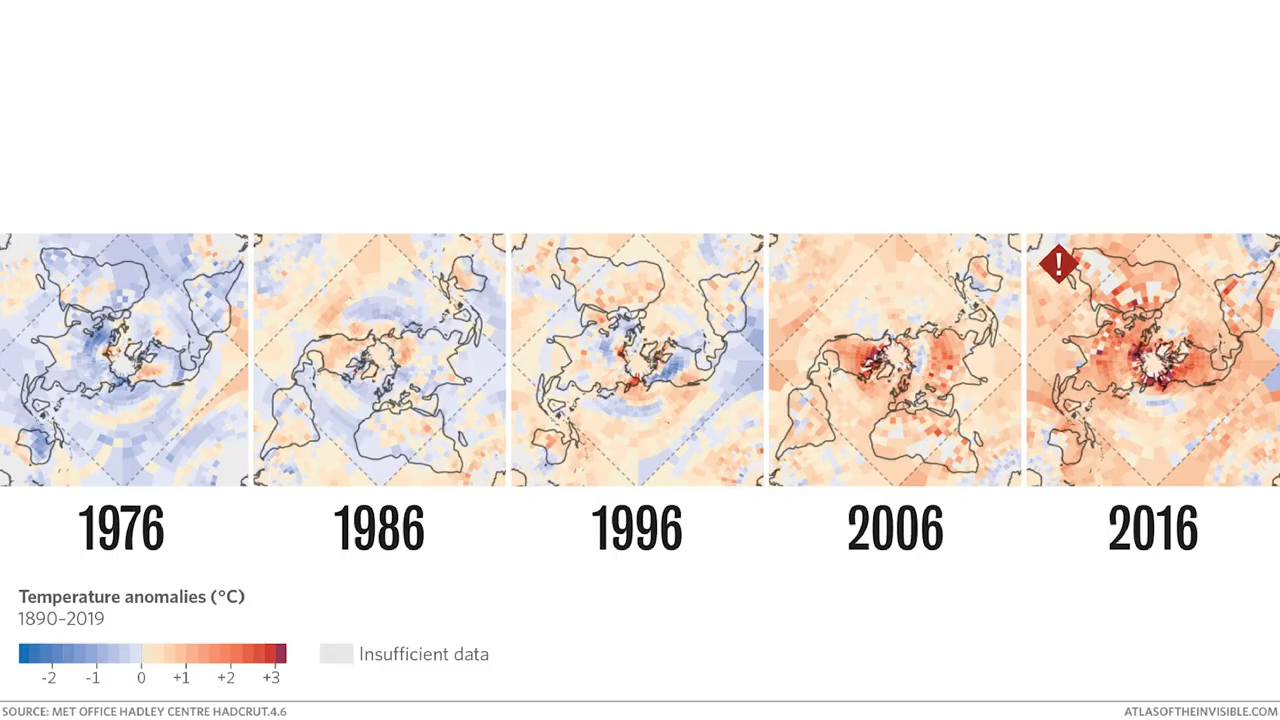 !
1976 1986 1996 2006 2016
Temperature anomalies (°C)
1890–2019
Insufficient data
-2 -1 0 +1 +2 +3
SOURCE: MET OFFICE HADLEY CENTRE HADCRUT.4.6
ATLASOFTHEINVISIBLE.COM